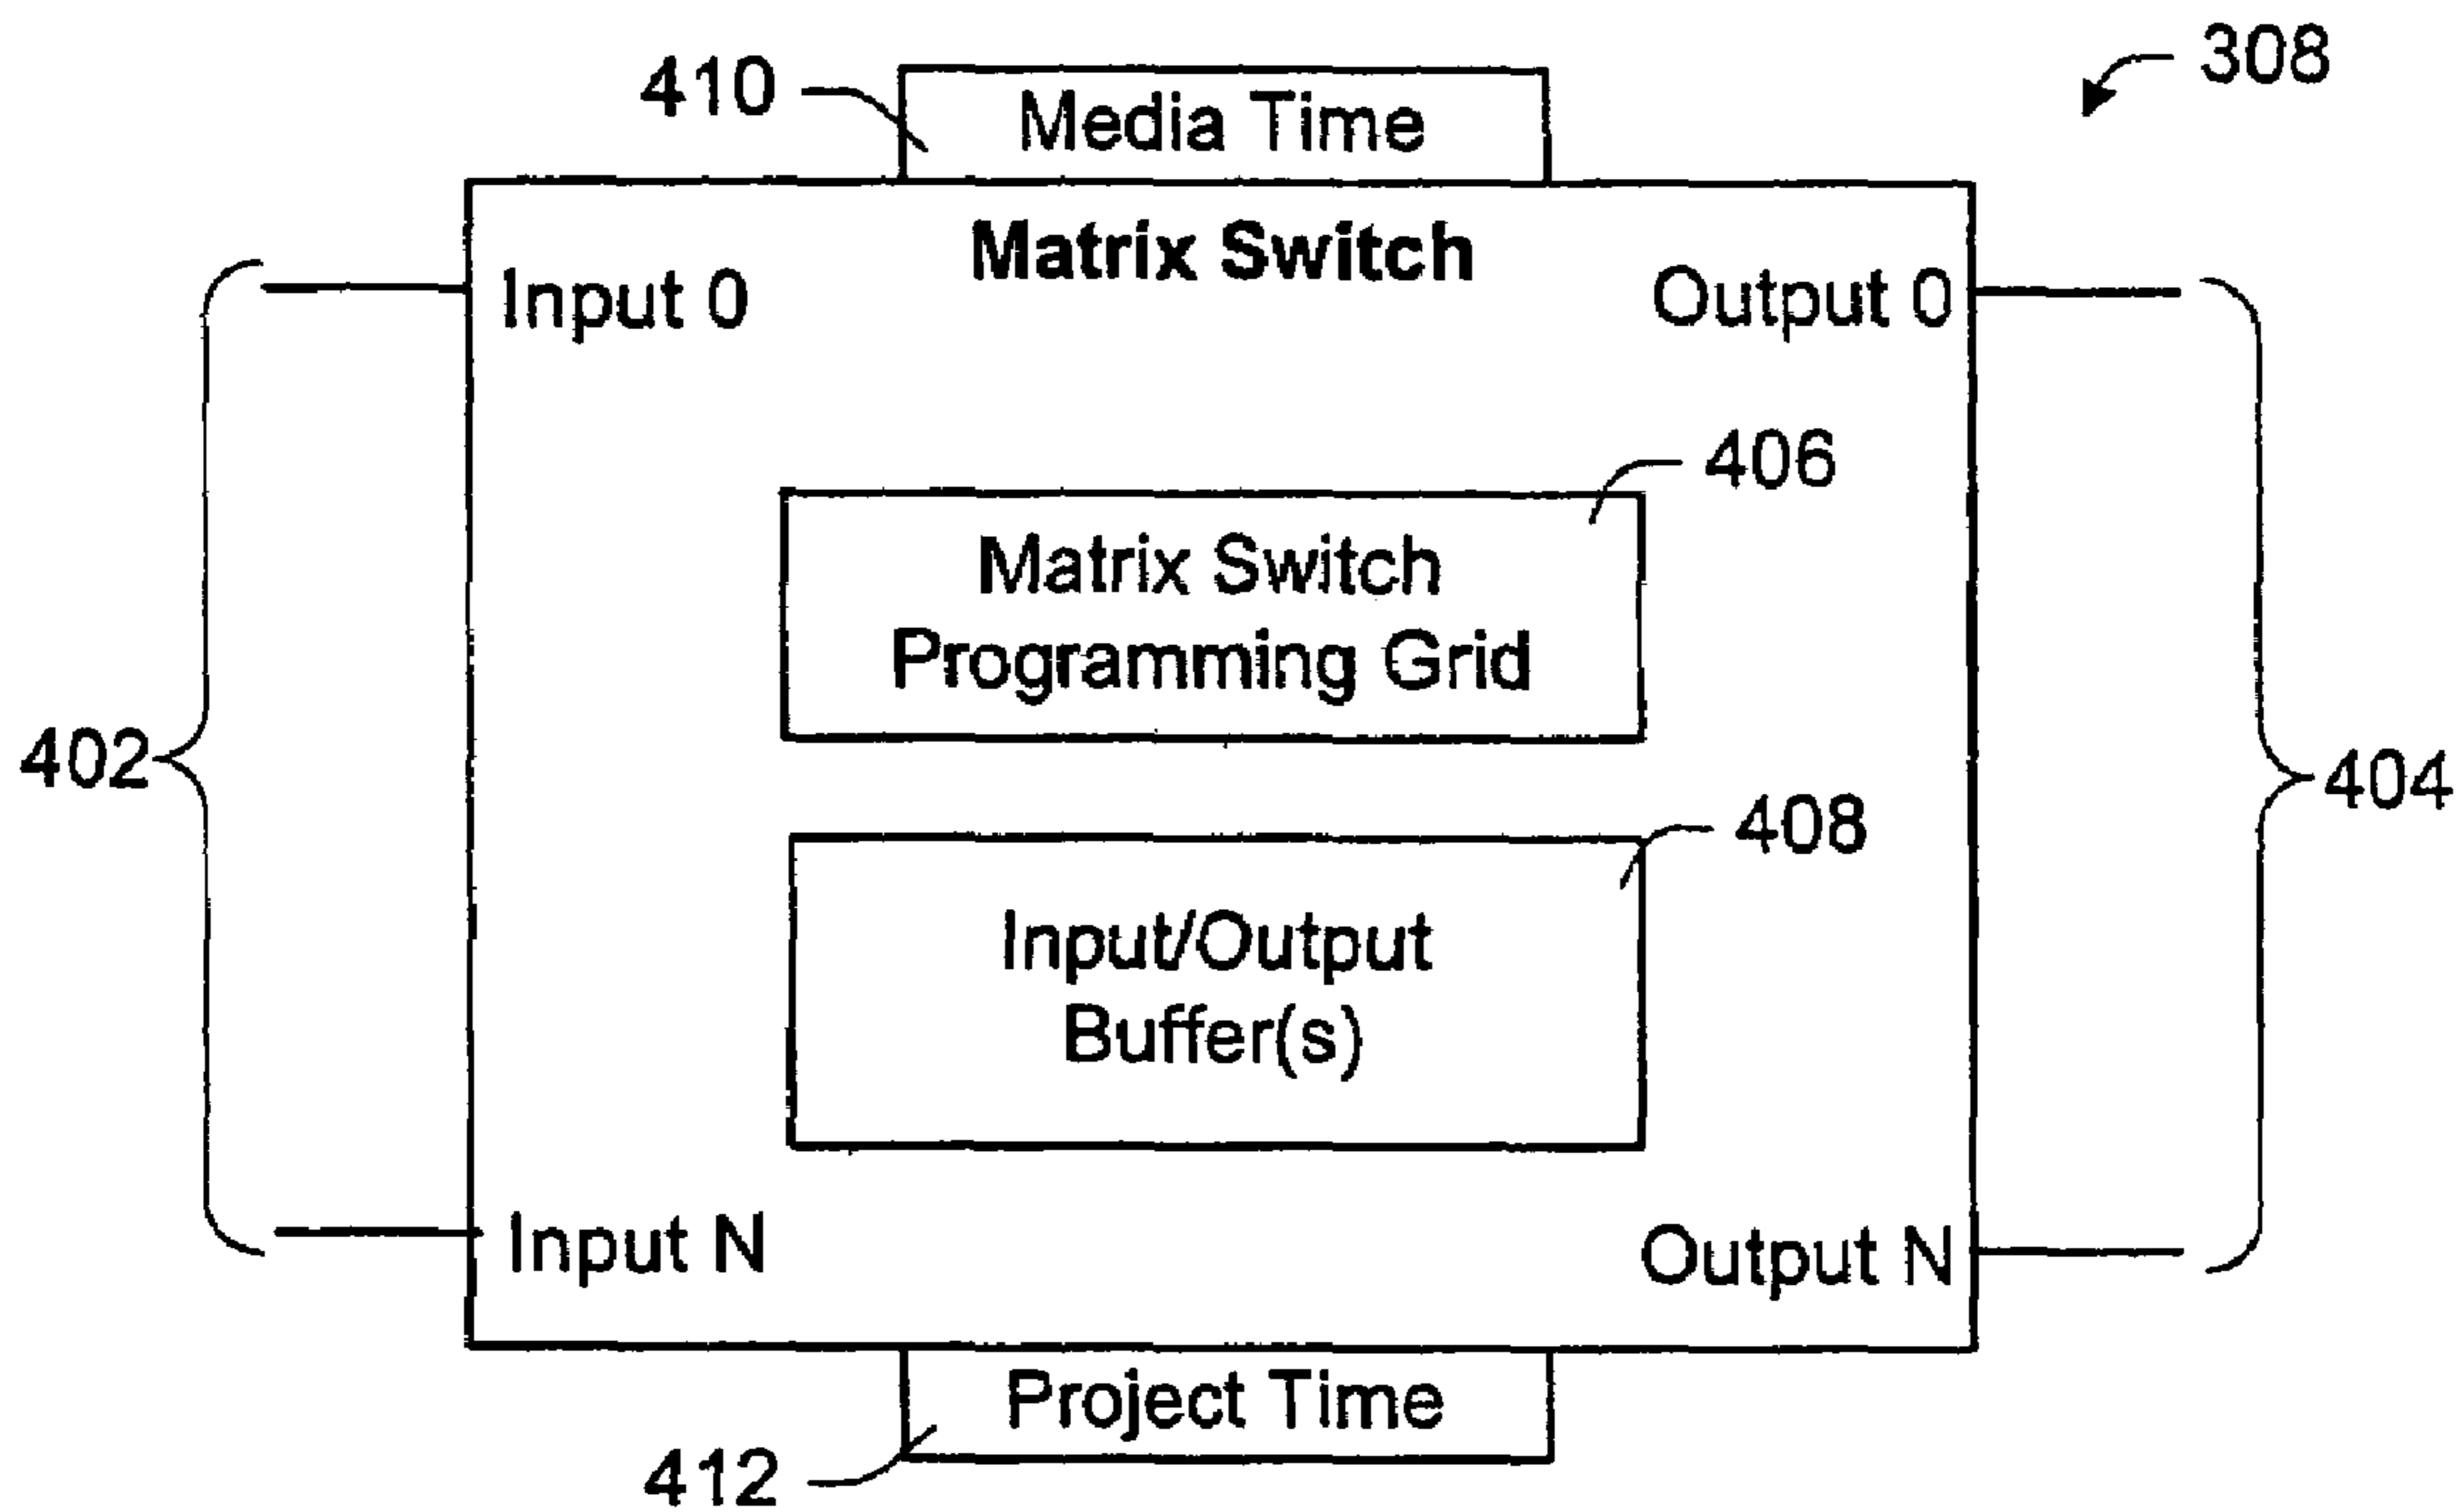 308
410
Media Time
Matrix Switch
Input 0
Output 0
406
Matrix Switch
Programming Grid
402
404
408
Input/Output
Buffer(s)
Input N
Output N
Project Time
412